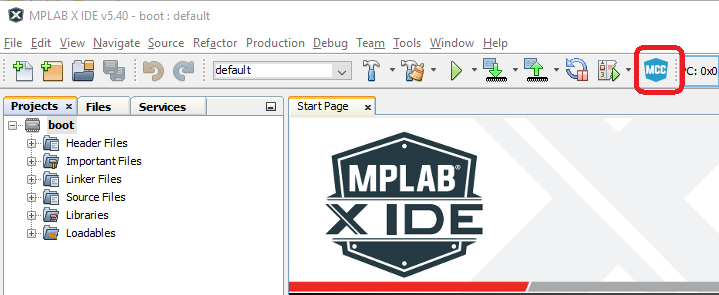 MPLAB X IDE v5.40 - boot : default
File Edit View Navigate Source Refactor Production Debug Team Tools Window Help
default
MCC
PC: 0x0
Projects x Files Services
Start Page x
boot
Header Files
Important Files
Linker Files
Source Files
Libraries
Loadables
MPLAB®
X IDE